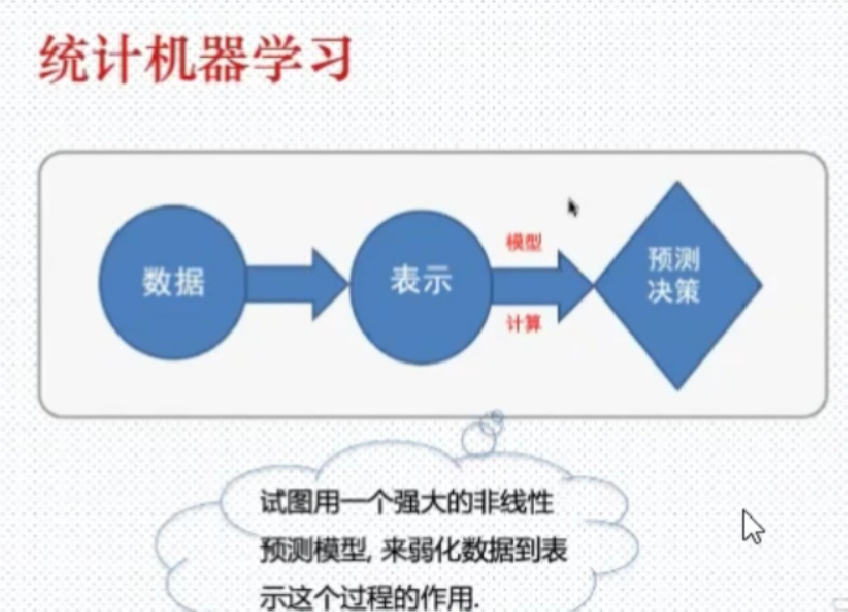 统计机器学习
数据
表示
模型
计算
预测
决策
试图用一个强大的非线性
预测模型, 来弱化数据到表
示这个过程的作用.